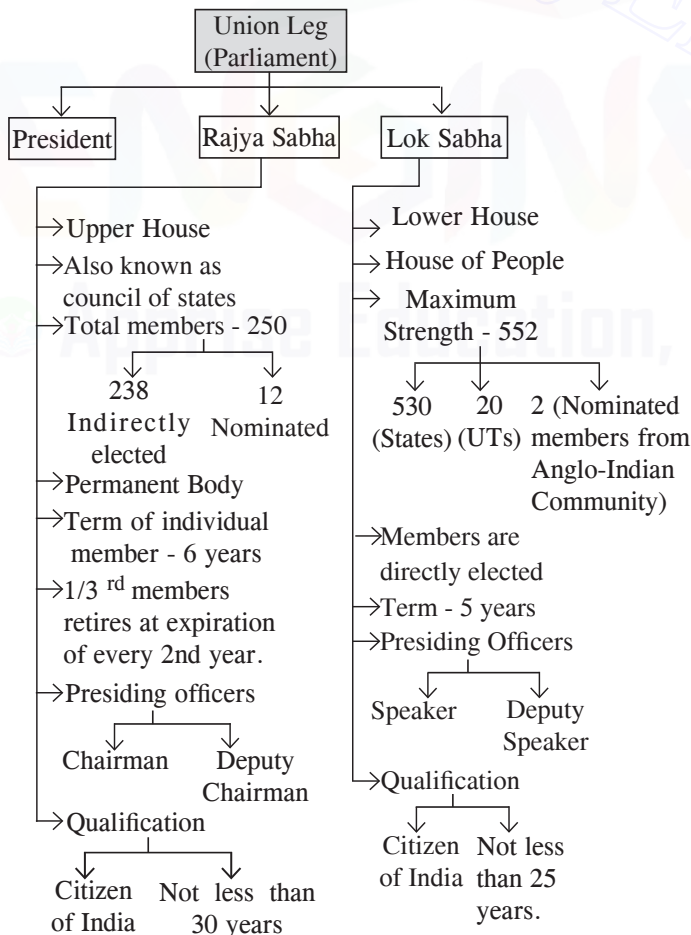 Union Leg
(Parliament)
President
Rajya Sabha
Lok Sabha
Upper House
Also known as
council of states
Total members - 250
238
Indirectly
elected
12
Nominated
Permanent Body
Term of individual
member - 6 years
1/3 rd members
retires at expiration
of every 2nd year.
Presiding officers
Chairman
Deputy
Chairman
Qualification
Citizen
of India
Not less than
30 years
Lower House
House of People
Maximum
Strength - 552
530
(States)
20
(UTs)
2 (Nominated
members from
Anglo-Indian
Community)
Members are
directly elected
Term - 5 years
Presiding Officers
Speaker
Deputy
Speaker
Qualification
Citizen
of India
Not less
than 25
years.
Apprise Education,